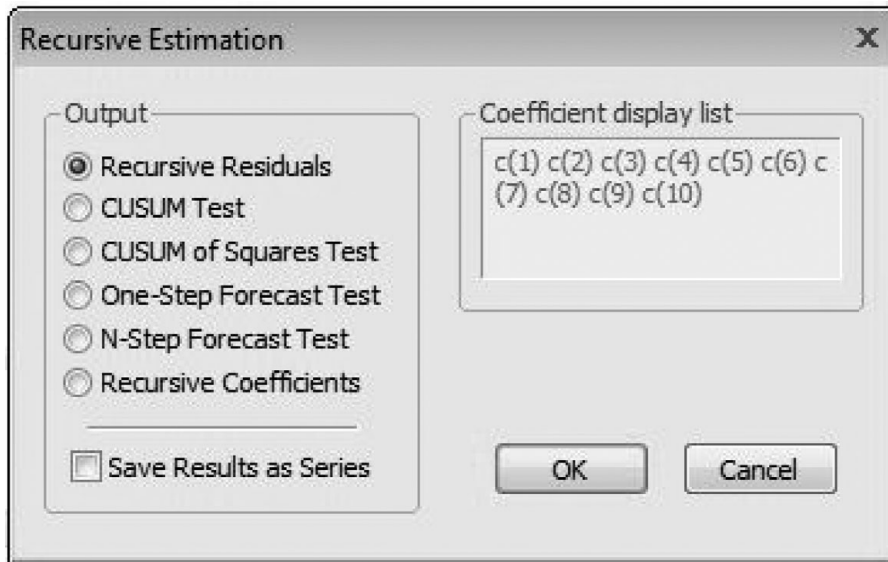 Recursive Estimation
X
Output
Recursive Residuals
CUSUM Test
CUSUM of Squares Test
One-Step Forecast Test
N-Step Forecast Test
Recursive Coefficients
Save Results as Series
Coefficient display list
c(1) c(2) c(3) c(4) c(5) c(6) c
(7) c(8) c(9) c(10)
OK
Cancel